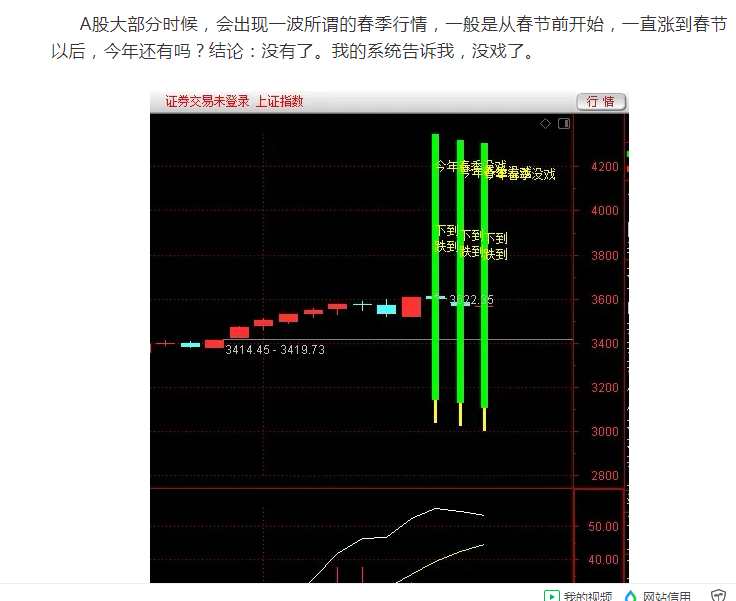 A股大部分时候，会出现一波所谓的春季行情，一般是从春节前开始，一直涨到春节
以后，今年还有吗？结论：没有了。我的系统告诉我，没戏了。
证券交易未登录 上证指数
行 情
今年春季没戏
今年春季没戏
今年春季没戏
4200
4000
下到
下到
下到
跌到
跌到
跌到
3800
3622.35
3600
3414.45 - 3419.73
3400
3200
3000
2800
50.00
40.00
我的视频
网站信用